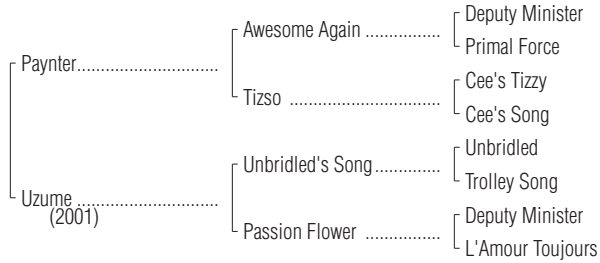 Deputy Minister
Awesome Again ................
Primal Force
Paynter..............................
Cee's Tizzy
Tizso ................................
Cee's Song
Unbridled
Unbridled's Song..............
Trolley Song
Uzume ..............................
(2001)
Deputy Minister
Passion Flower ................
L'Amour Toujours